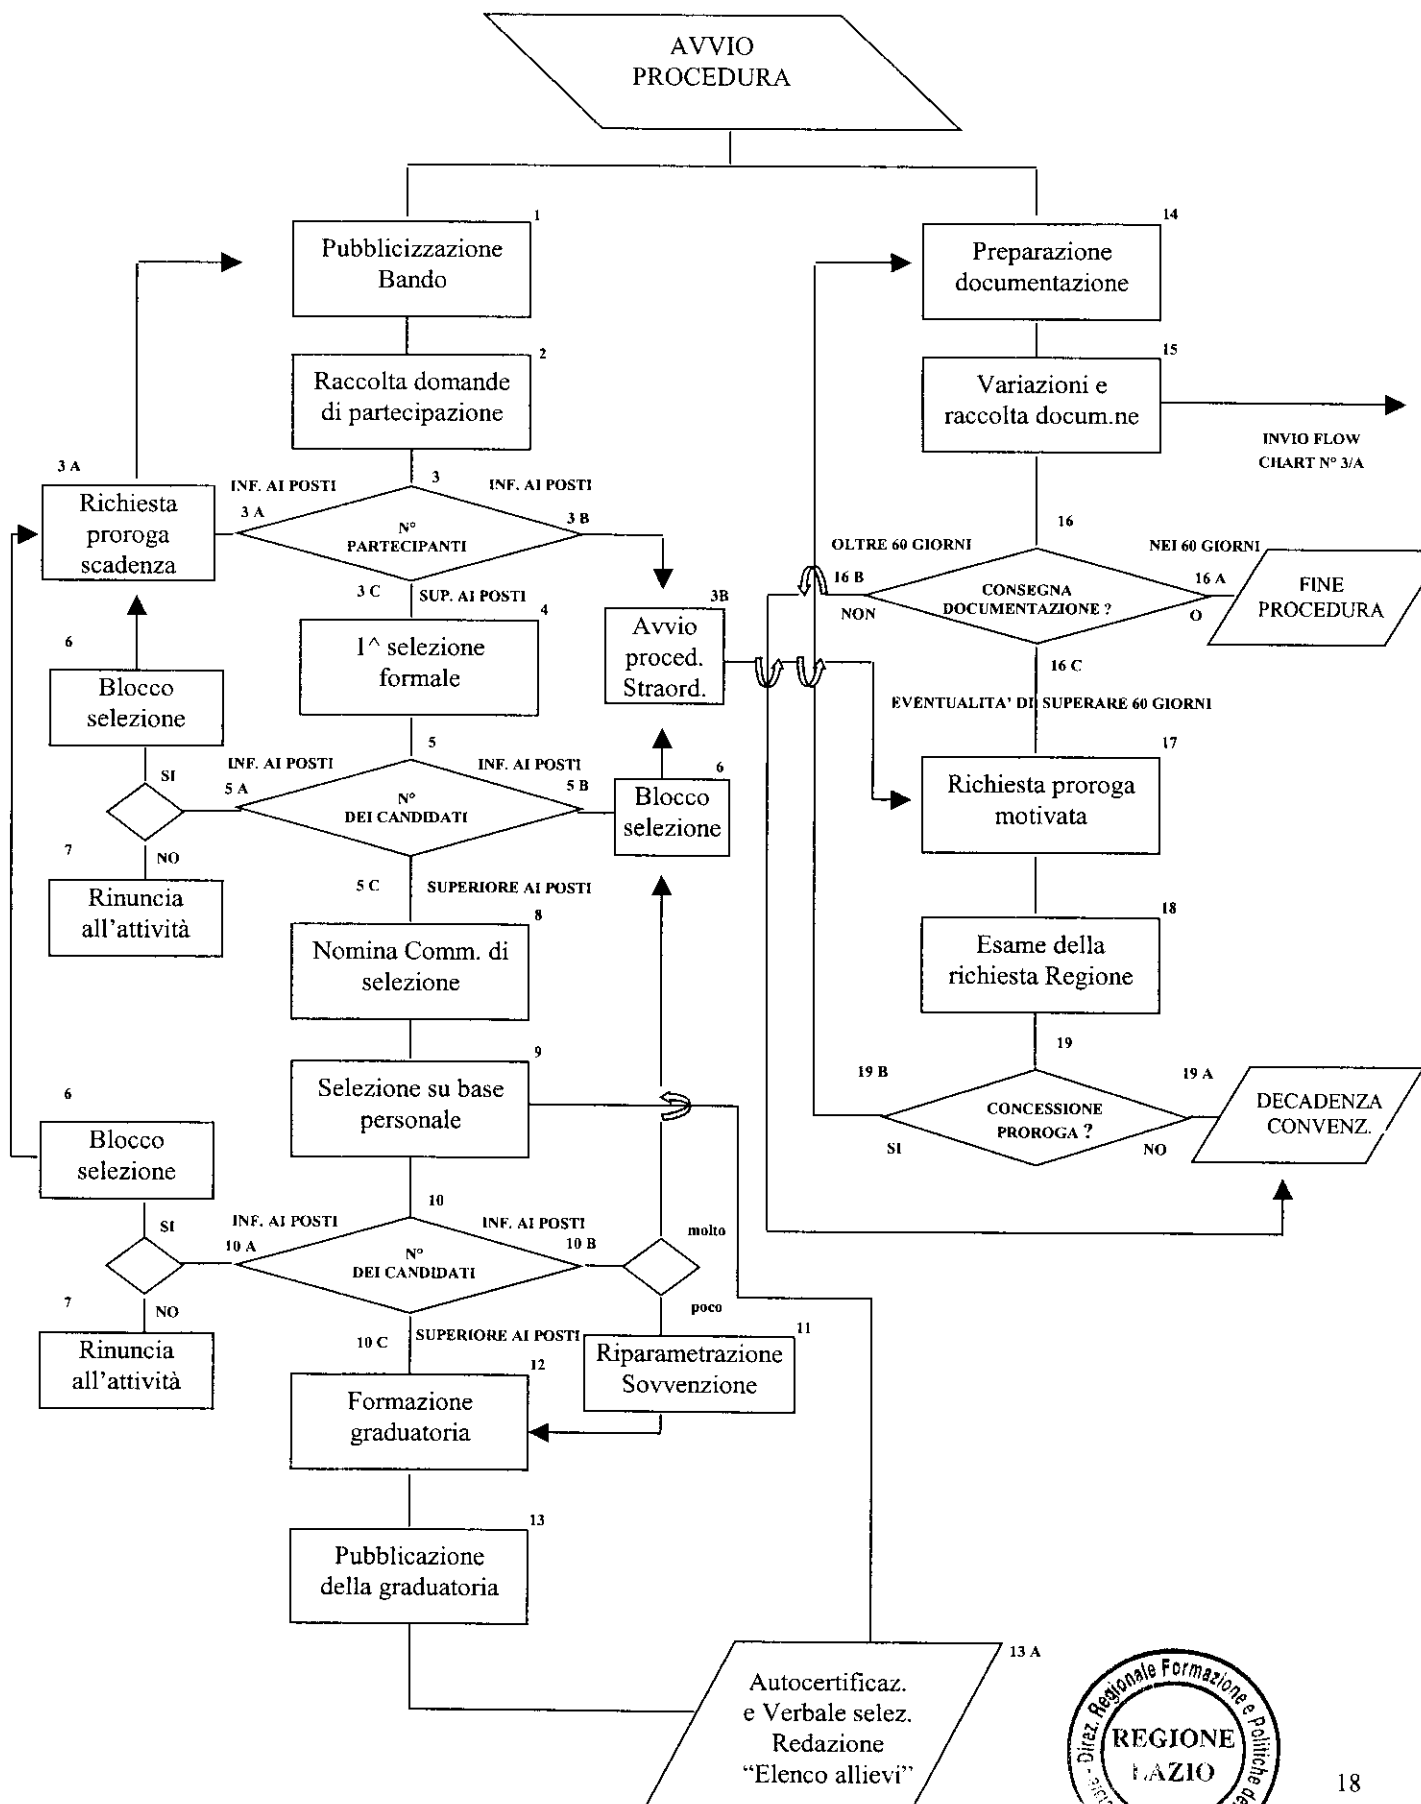 AVVIO
PROCEDURA
1
Pubblicizzazione
Bando
14
Preparazione
documentazione
2
Raccolta domande
di partecipazione
15
Variazioni e
raccolta docum.ne
INVIO FLOW
CHART N° 3/A
3 A
Richiesta
proroga
scadenza
INF. AI POSTI
3
INF. AI POSTI
3 A
3 B
N°
PARTECIPANTI
3 C
SUP. AI POSTI
16
OLTRE 60 GIORNI
NEI 60 GIORNI
16 B
16 A
CONSEGNA
DOCUMENTAZIONE ?
NON
O
FINE
PROCEDURA
16 C
EVENTUALITA' DI SUPERARE 60 GIORNI
4
1^ selezione
formale
3B
Avvio
proced.
Straord.
6
Blocco
selezione
SI
NO
7
Rinuncia
all'attività
INF. AI POSTI
5
INF. AI POSTI
5 A
5 B
N°
DEI CANDIDATI
6
Blocco
selezione
17
Richiesta proroga
motivata
5 C
SUPERIORE AI POSTI
8
Nomina Comm. di
selezione
18
Esame della
richiesta Regione
9
Selezione su base
personale
19
19 B
19 A
CONCESSIONE
PROROGA ?
SI
NO
DECADENZA
CONVENZ.
6
Blocco
selezione
SI
NO
7
Rinuncia
all'attività
10
INF. AI POSTI
INF. AI POSTI
10 A
10 B
N°
DEI CANDIDATI
molto
poco
10 C
SUPERIORE AI POSTI
11
Riparametrazione
Sovvenzione
12
Formazione
graduatoria
13
Pubblicazione
della graduatoria
13 A
Autocertificaz.
e Verbale selez.
Redazione
“Elenco allievi”
Direz. Regionale Formazione e Politiche
REGIONE
LAZIO
18